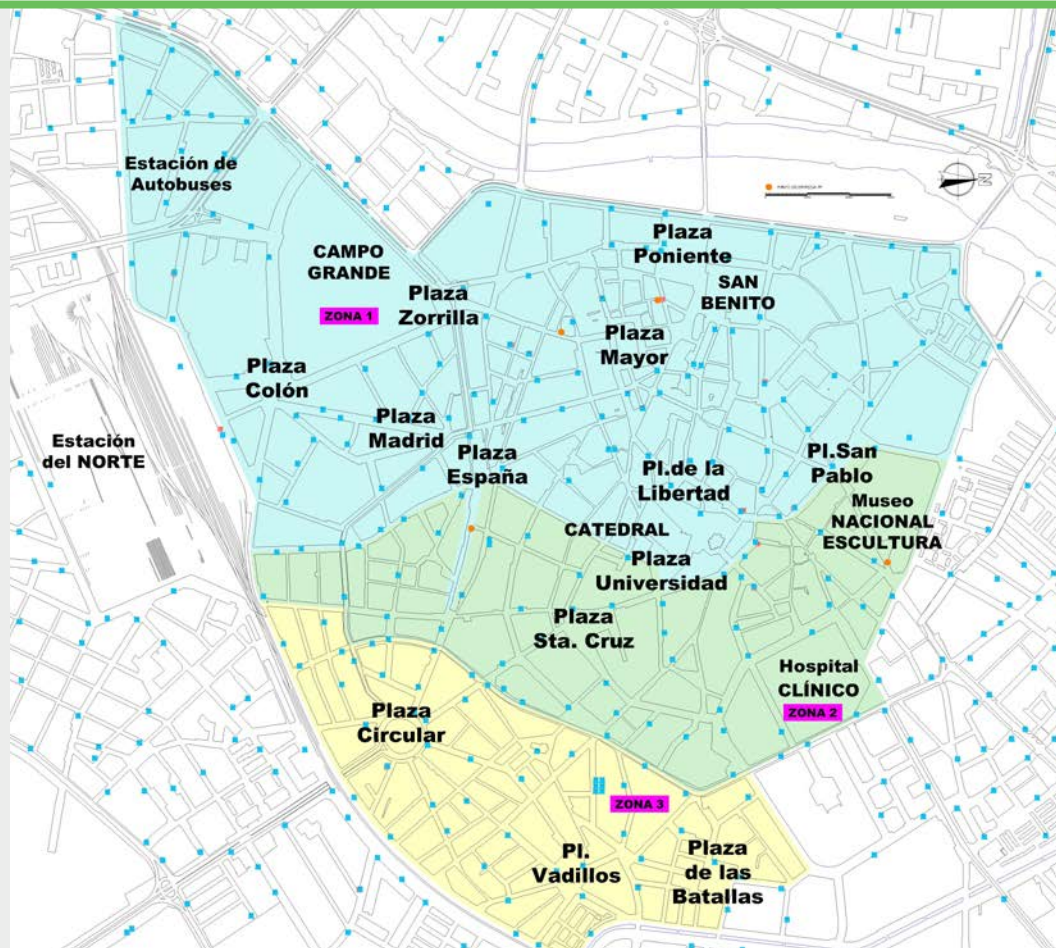 Estación de
Autobuses
CAMPO
GRANDE
ZONA 1
Plaza
Zorrilla
Plaza
Poniente
SAN
BENITO
Plaza
Mayor
Plaza
Colón
Plaza
Madrid
Estación
del NORTE
Plaza
España
Pl.de la
Libertad
Pl.San
Pablo
Museo
NACIONAL
ESCULTURA
CATEDRAL
Plaza
Universidad
Plaza
Sta. Cruz
Hospital
CLÍNICO
ZONA 2
Plaza
Circular
ZONA 3
Pl.
Vadillos
Plaza
de las
Batallas
N